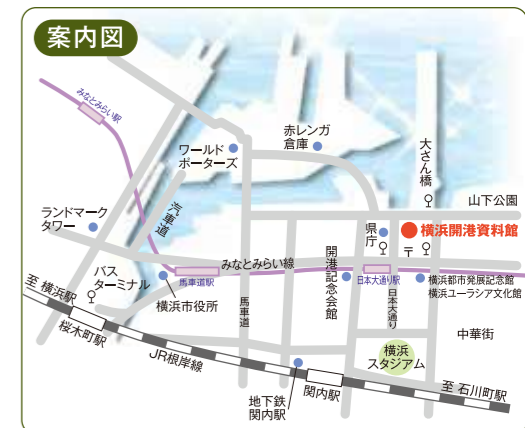 案内図
みなとみらい駅
赤レンガ
倉庫
ワールド
ポーターズ
大さん橋
汽車道
山下公園
ランドマーク
タワー
県庁
横浜開港資料館
〒
みなとみらい線
開港記念会館
バス
ターミナル
馬車道駅
日本大通り駅
横浜都市発展記念館
横浜ユーラシア文化館
至 横浜駅
横浜市役所
馬車道
日本大通り
桜木町駅
中華街
横浜
スタジアム
JR根岸線
関内駅
至 石川町駅
地下鉄
関内駅